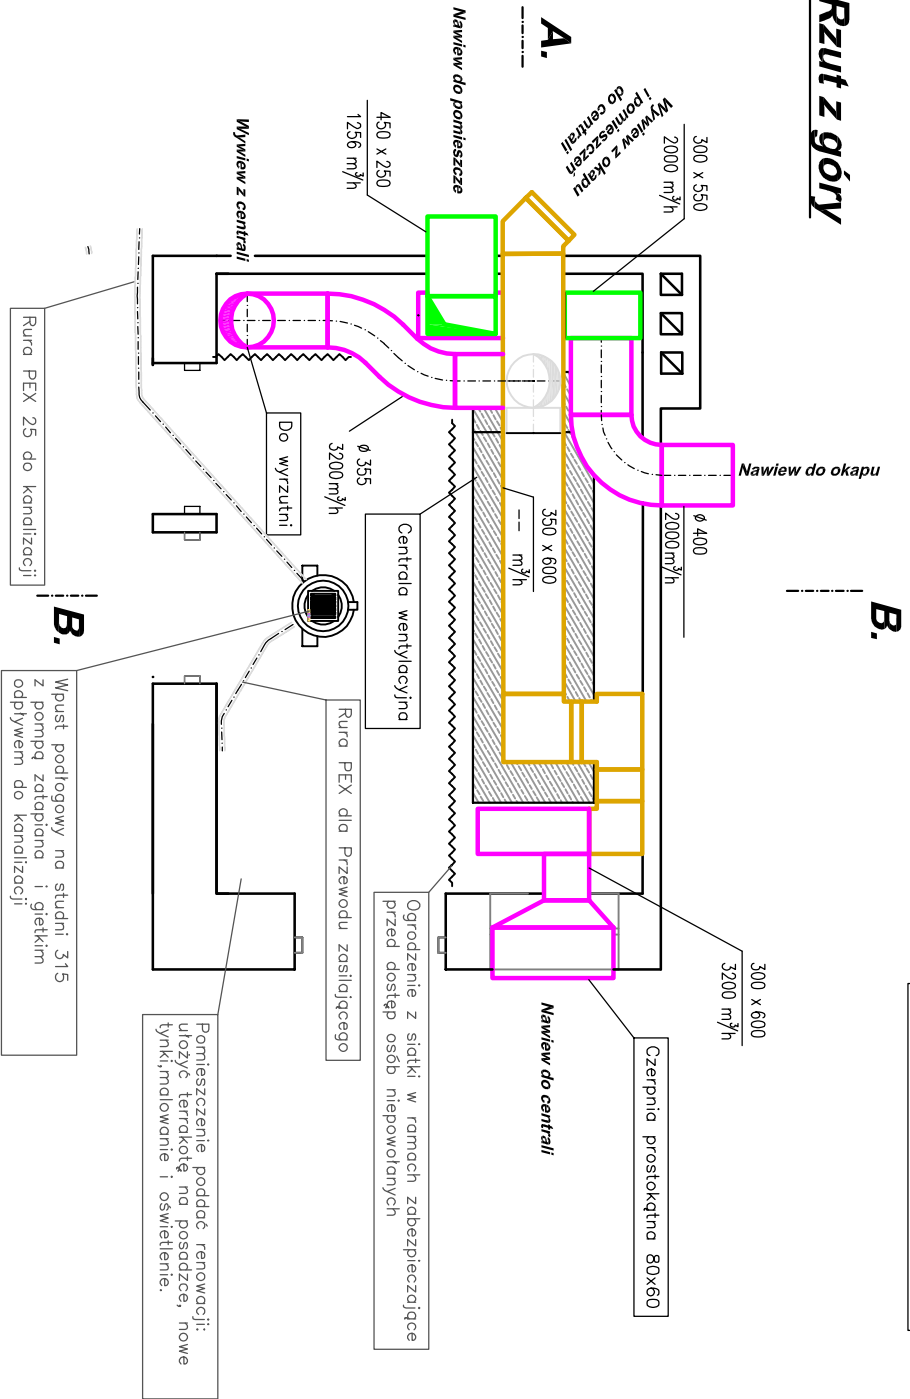 Rzut z góry
A.
Nawiew do pomieszcze
Wywiew z okapu
i pomieszczeń
do centrali
300 x 550
2000 m³/h
450 x 250
1256 m³/h
Wywiew z centrali
Nawiew do okapu
ø 400
2000m³/h
B.
B.
ø 355
3200m³/h
350 x 600
-- m³/h
Do wyrzutni
Centrala wentylacyjna
Rura PEX 25 do kanalizacji
Wpust podłogowy na studni 315
z pompą zatąpiana i giętkim
odpływem do kanalizacji
Rura PEX dla Przewodu zasilającego
Ogrodzenie z siatki w ramach zabezpieczające
przed dostęp osób niepowołanych
Pomieszczenie poddać renowacji:
ułożyć terrakotę na posadzce, nowe
tynki,malowanie i oświetlenie.
300 x 600
3200 m³/h
Nawiew do centrali
Czerpnia prostokątna 80x60